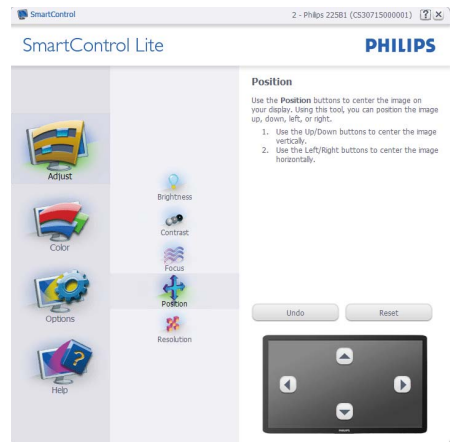 SmartControl
2 - Philips 225B1 (CS30715000001)
SmartControl Lite
PHILIPS
Adjust
Color
Options
Help
Brightness
Contrast
Focus
Position
Resolution
Position
Use the Position buttons to center the image on
your display. Using this tool, you can position the image
up, down, left, or right.
1. Use the Up/Down buttons to center the image
vertically.
2. Use the Left/Right buttons to center the image
horizontally.
Undo
Reset
PHILIPS